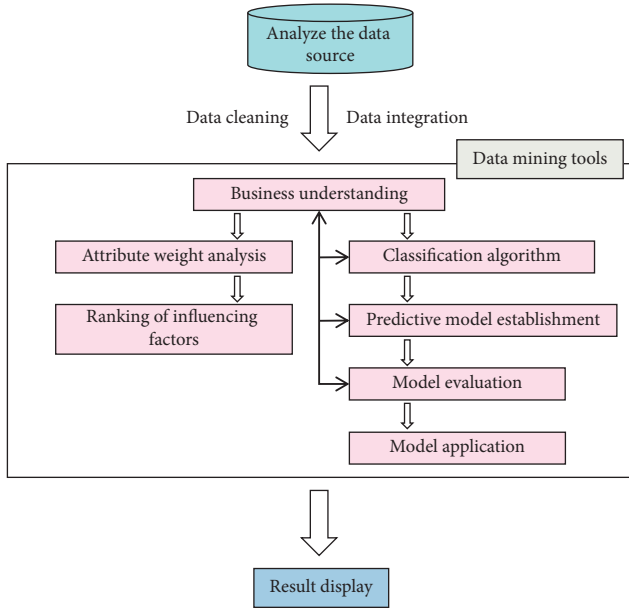 Analyze the data
source
Data cleaning
Data integration
Data mining tools
Business understanding
Attribute weight analysis
Classification algorithm
Ranking of influencing
factors
Predictive model establishment
Model evaluation
Model application
Result display